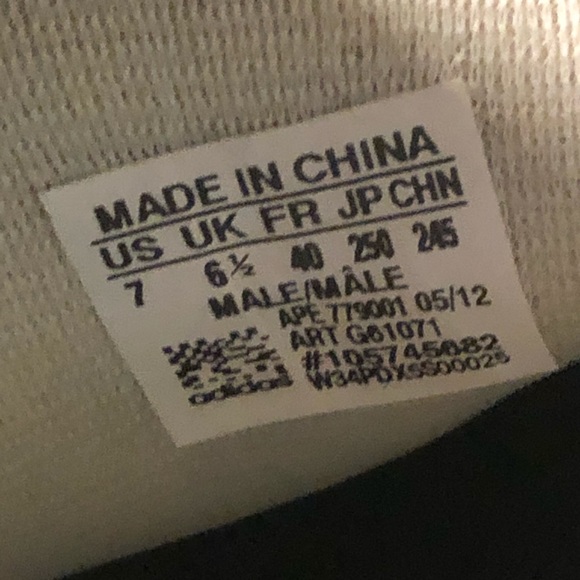 MADE IN CHINA
US UK FR JP CHN
7 6½ 40 250 245
MALE/MÂLE
APE 779001 05/12
ART G61071
#105745682
W34PDXSS00025
adidas